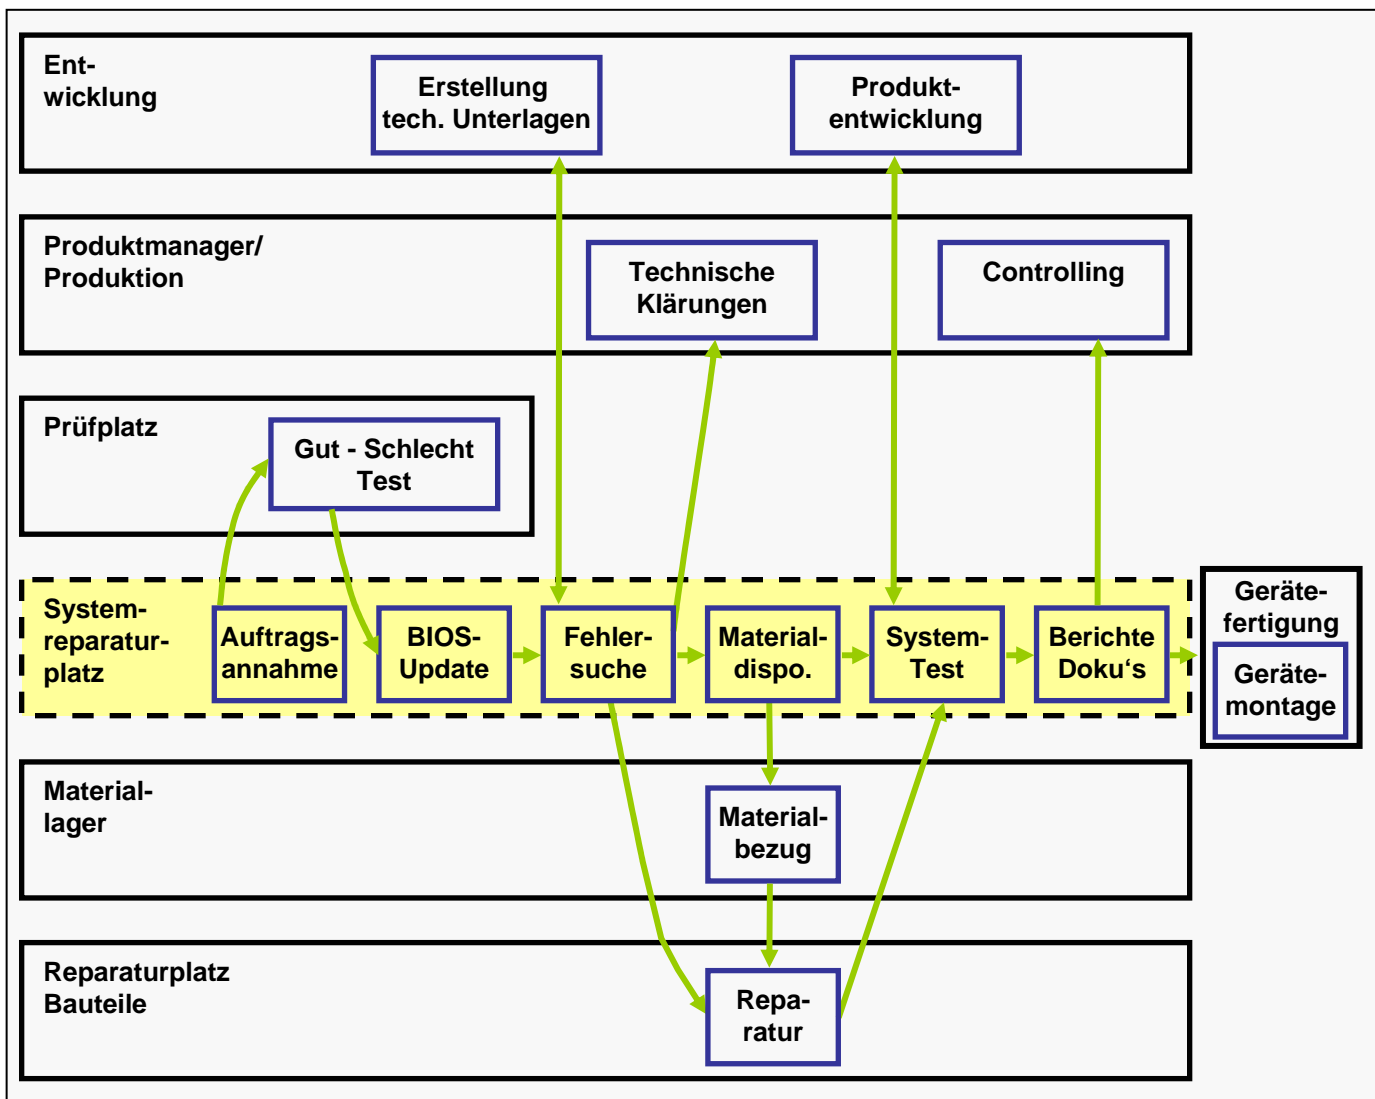 Ent-
wicklung
Erstellung
tech. Unterlagen
Produkt-
entwicklung
Produktmanager/
Produktion
Technische
Klärungen
Controlling
Prüfplatz
Gut - Schlecht
Test
System-
reparatur-
platz
Auftrags-
annahme
BIOS-
Update
Fehler-
suche
Material-
dispo.
System-
Test
Berichte
Doku‘s
Geräte-
fertigung
Geräte-
montage
Material-
lager
Material-
bezug
Reparaturplatz
Bauteile
Repa-
ratur